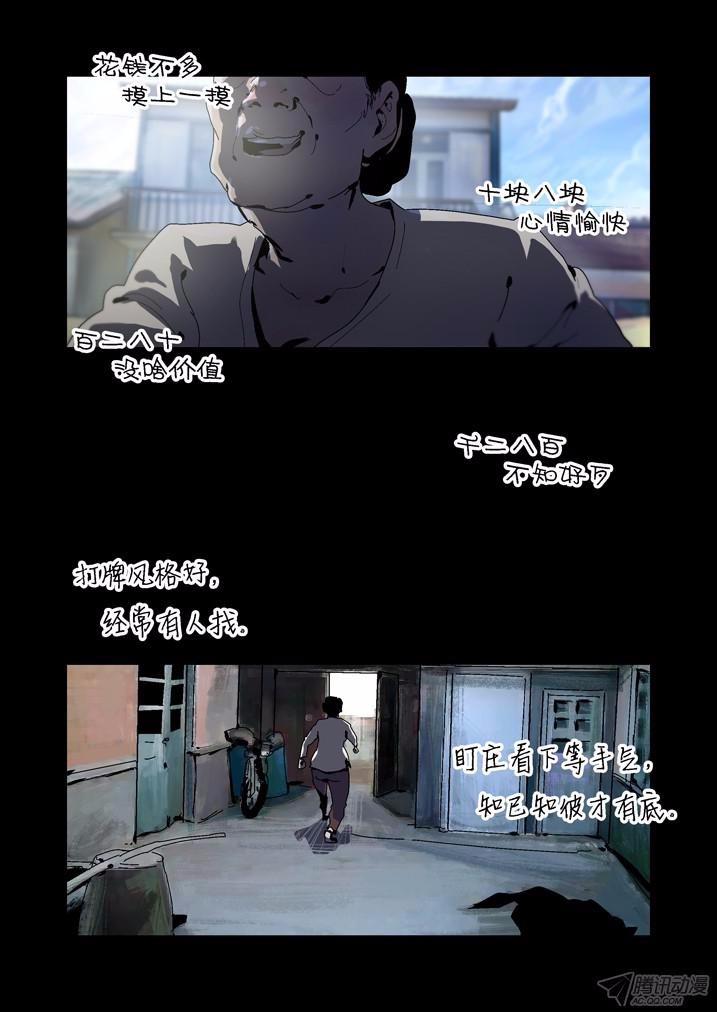 花钱不多
摸上一摸
十块八块
心情愉快
百二八十
没啥价值
千二八百
不知好歹
打牌风格好，
经常有人找.
盯庄看下等手气，
知己知彼才有底.
腾讯动漫